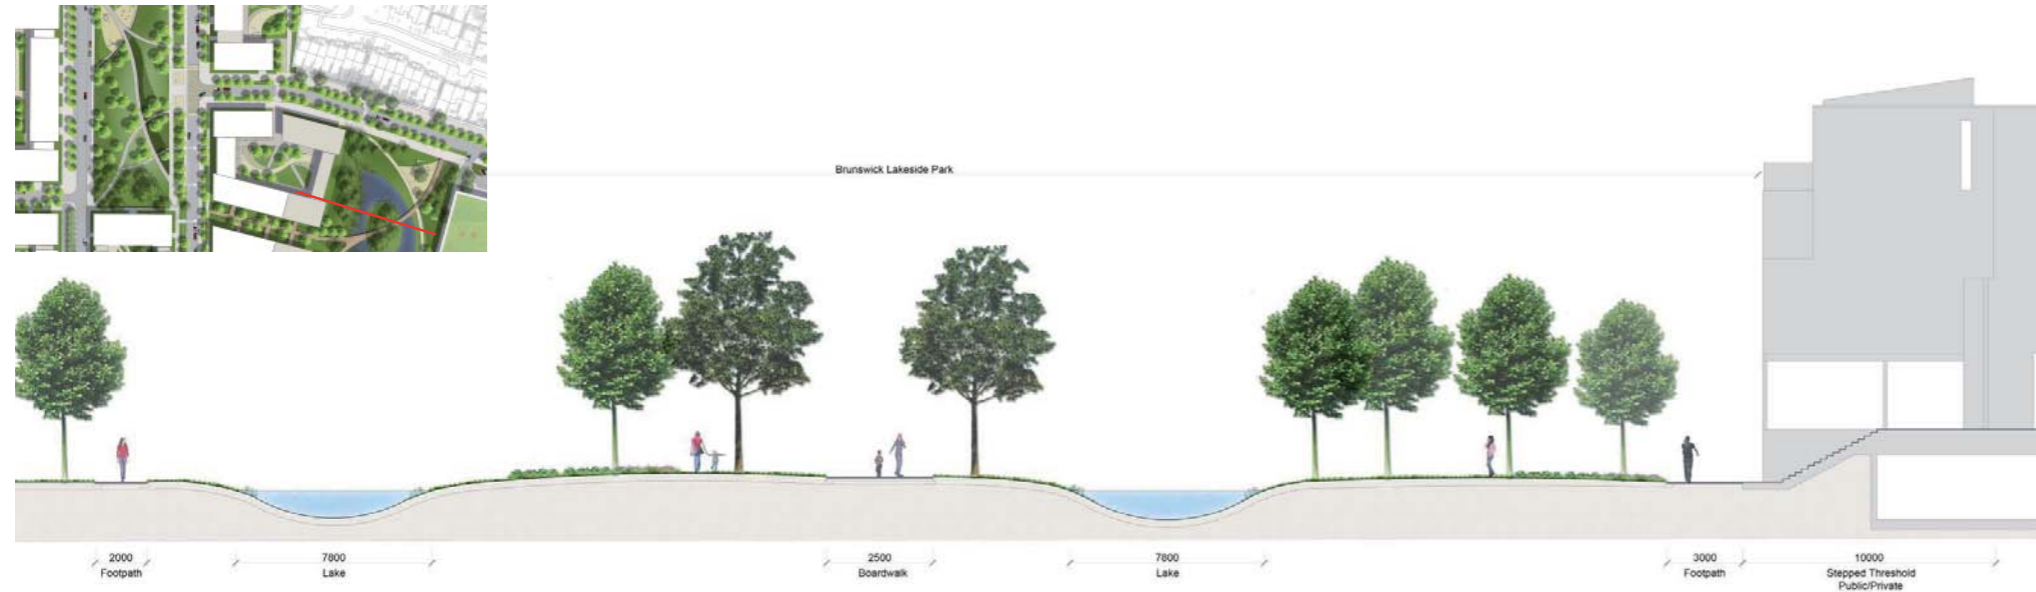 Brunswick Lakeside Park
2000
Footpath
7800
Lake
2500
Boardwalk
7800
Lake
3000
Footpath
10000
Stepped Threshold
Public/Private